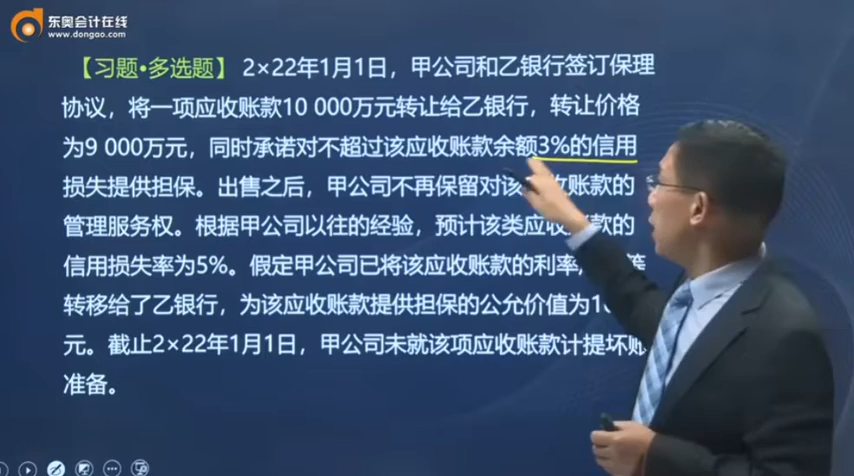 东奥会计在线
www.dongao.com
【习题·多选题】 2×22年1月1日，甲公司和乙银行签订保理
协议，将一项应收账款10 000万元转让给乙银行，转让价格
为9 000万元，同时承诺对不超过该应收账款余额3%的信用
损失提供担保。出售之后，甲公司不再保留对该 收账款的
管理服务权。根据甲公司以往的经验，预计该类应收账款的
信用损失率为5%。假定甲公司已将该应收账款的利率 等
转移给了乙银行，为该应收账款提供担保的公允价值为
元。截止2×22年1月1日，甲公司未就该项应收账款计提坏账
准备。